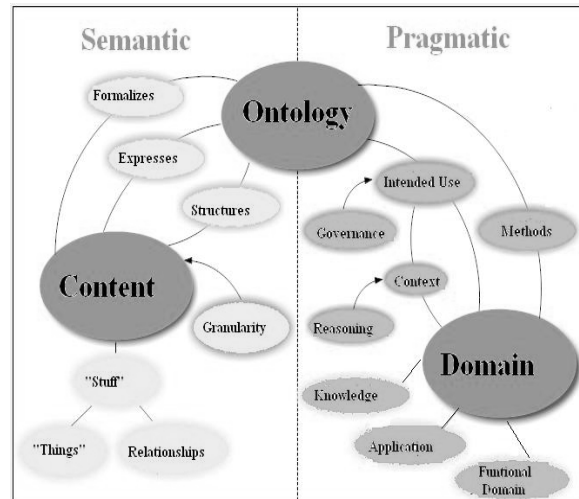 Semantic
Pragmatic
Formalizes
Ontology
Expresses
Intended Use
Structures
Governance
Methods
Content
Context
Granularity
Reasoning
Domain
"Stuff"
Knowledge
"Things"
Relationships
Application
Funtional
Domain